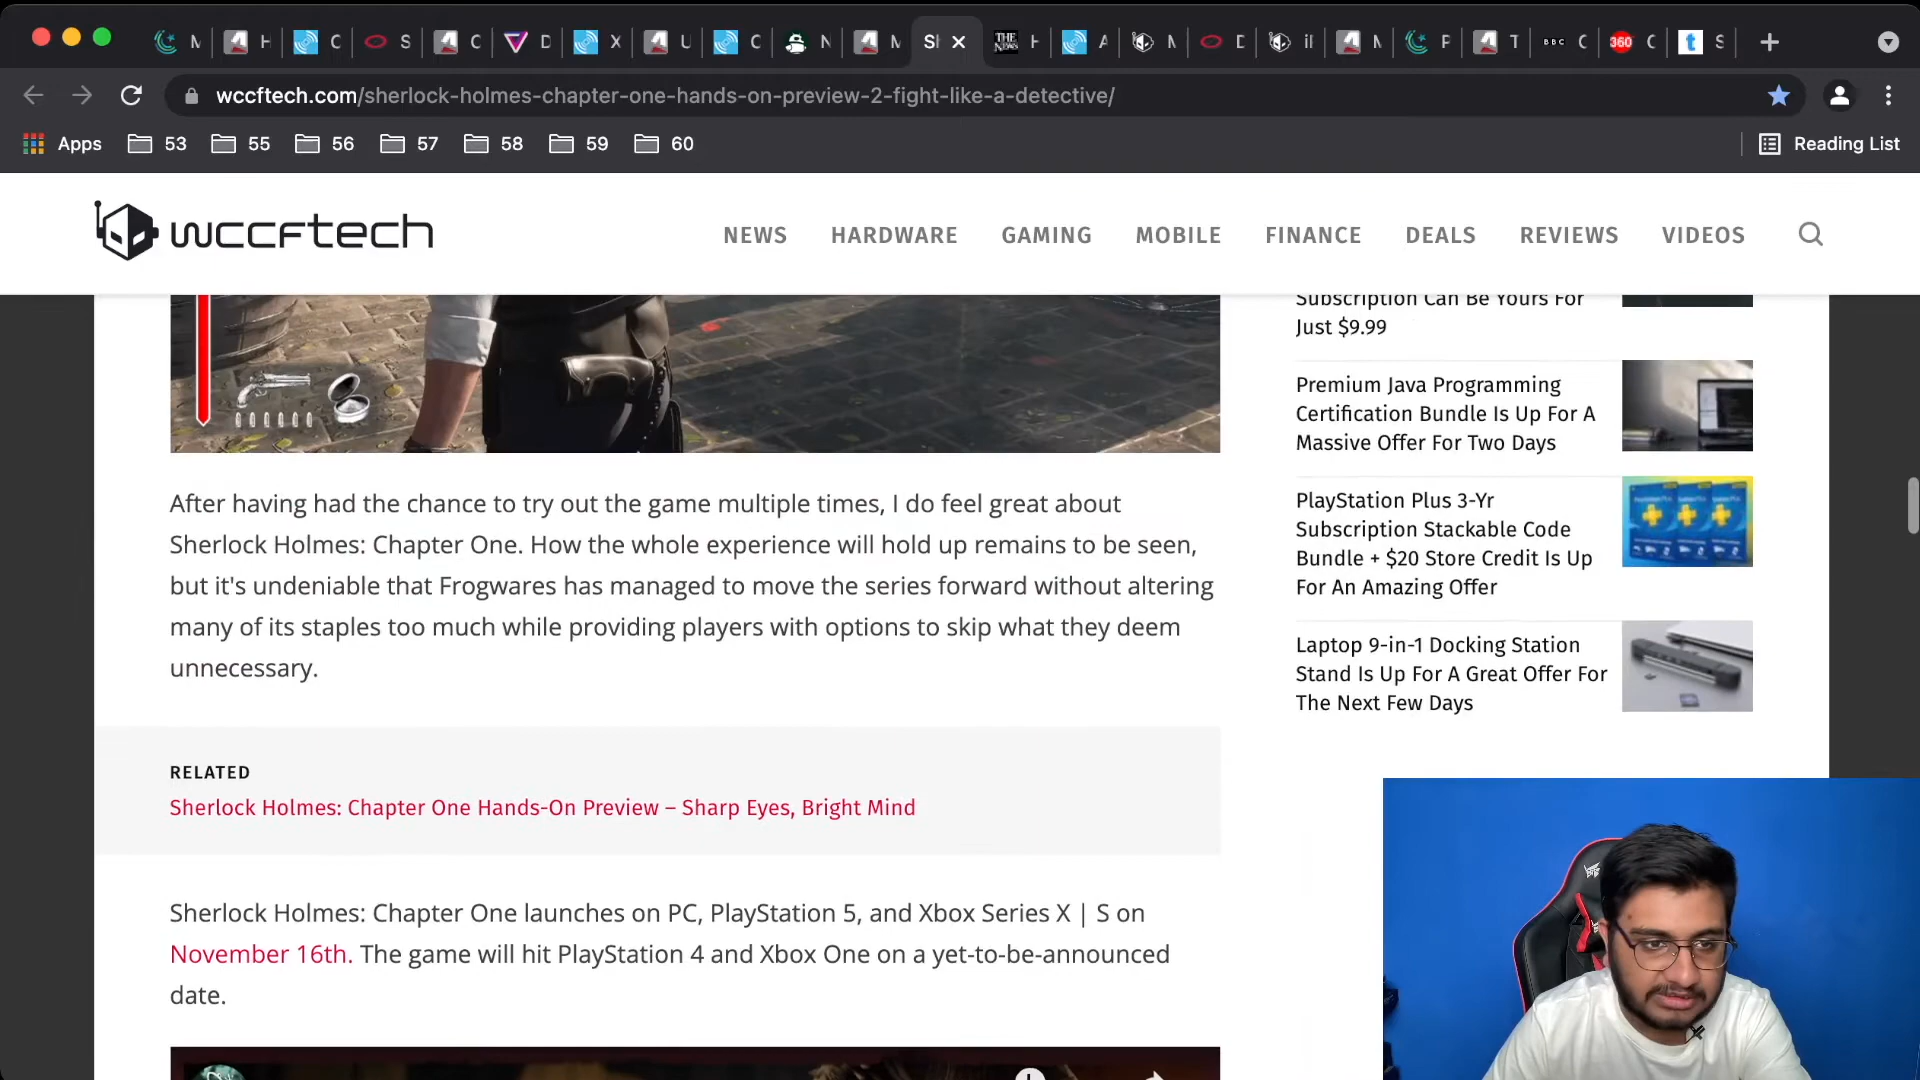 M H C S C D X U C N M Sl H A M D il M P T BBC C 360 C t S
THE NEWS
wccftech.com/sherlock-holmes-chapter-one-hands-on-preview-2-fight-like-a-detective/
Apps 53 55 56 57 58 59 60 Reading List
wccftech
NEWS HARDWARE GAMING MOBILE FINANCE DEALS REVIEWS VIDEOS
Subscription Can Be Yours For
Just $9.99
Premium Java Programming
Certification Bundle Is Up For A
Massive Offer For Two Days
PlayStation Plus 3-Yr
Subscription Stackable Code
Bundle + $20 Store Credit Is Up
For An Amazing Offer
Laptop 9-in-1 Docking Station
Stand Is Up For A Great Offer For
The Next Few Days
After having had the chance to try out the game multiple times, I do feel great about
Sherlock Holmes: Chapter One. How the whole experience will hold up remains to be seen,
but it's undeniable that Frogwares has managed to move the series forward without altering
many of its staples too much while providing players with options to skip what they deem
unnecessary.
RELATED
Sherlock Holmes: Chapter One Hands-On Preview – Sharp Eyes, Bright Mind
Sherlock Holmes: Chapter One launches on PC, PlayStation 5, and Xbox Series X | S on
November 16th. The game will hit PlayStation 4 and Xbox One on a yet-to-be-announced
date.